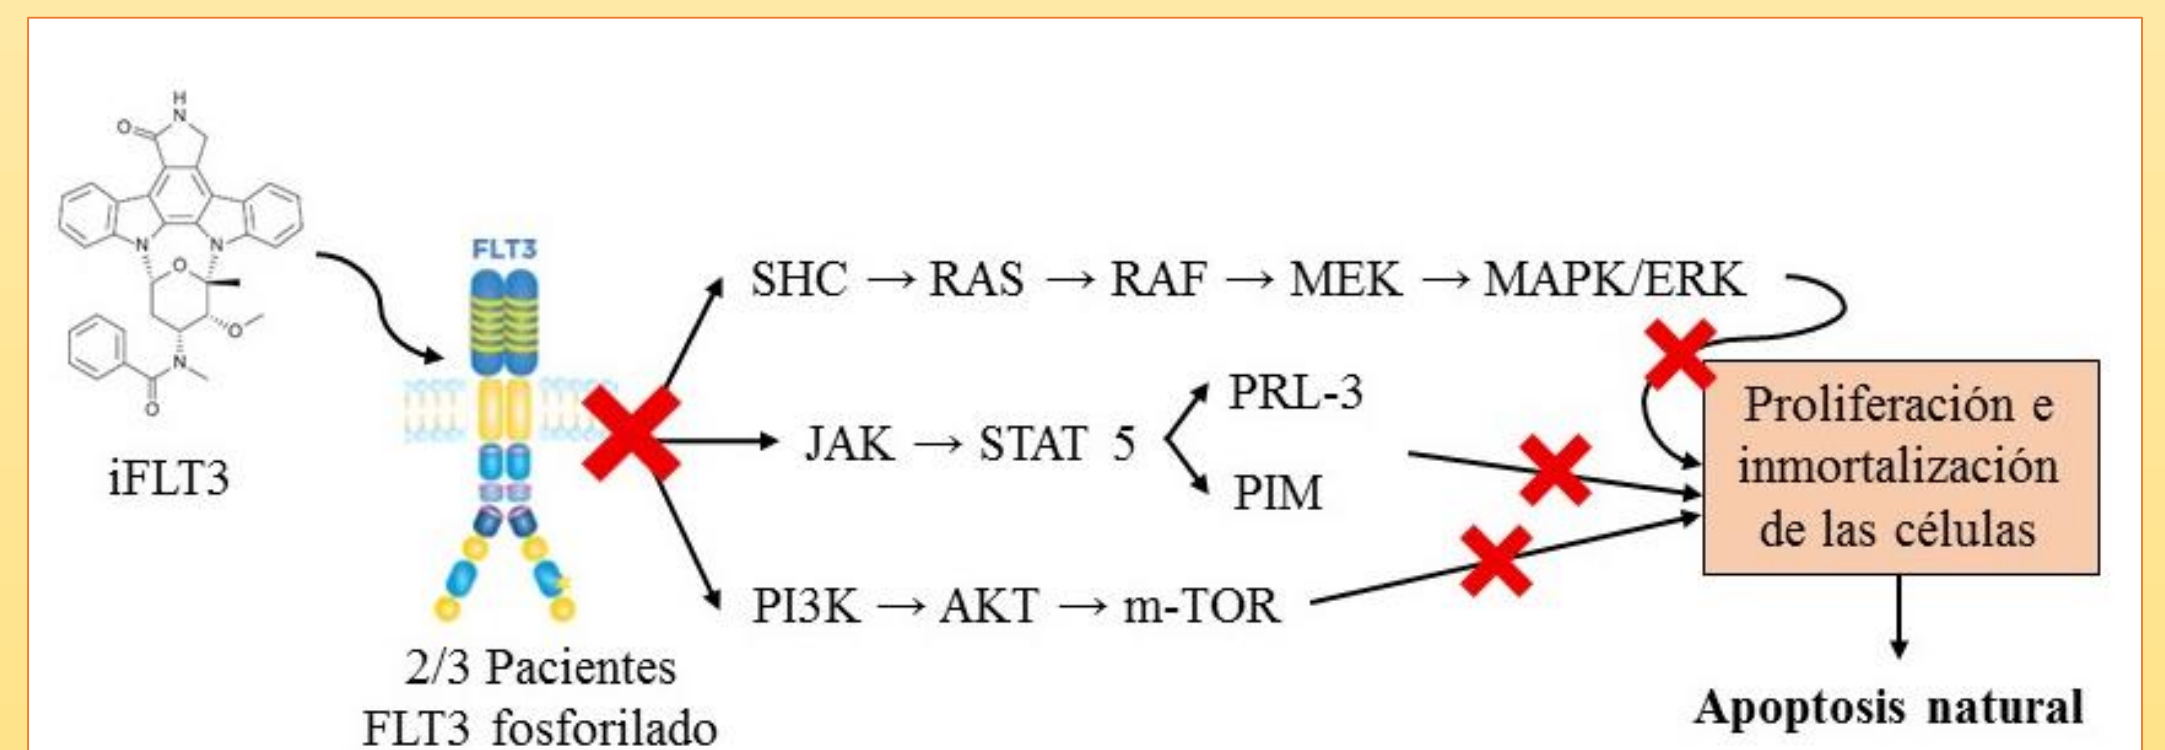 H
N
O
N
N
O
O
N
O
iFLT3
FLT3
2/3 Pacientes
FLT3 fosforilado
SHC → RAS → RAF → MEK → MAPK/ERK
JAK → STAT 5
PRL-3
PIM
PI3K → AKT → m-TOR
Proliferación e
inmortalización
de las células
Apoptosis natural